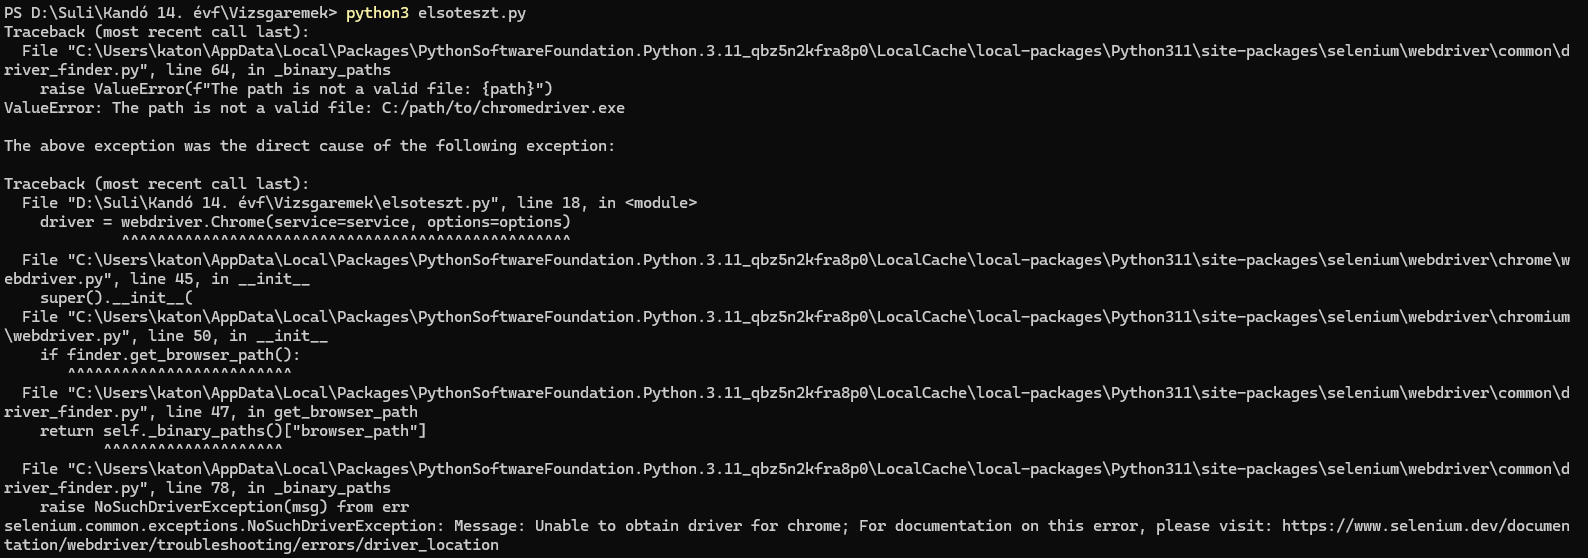 PS D:\Suli\Kandó 14. évf\Vizsgaremek> python3 elsoteszt.py
Traceback (most recent call last):
  File "C:\Users\katon\AppData\Local\Packages\PythonSoftwareFoundation.Python.3.11_qbz5n2kfra8p0\LocalCache\local-packages\Python311\site-packages\selenium\webdriver\common\d
river_finder.py", line 64, in _binary_paths
    raise ValueError(f"The path is not a valid file: {path}")
ValueError: The path is not a valid file: C:/path/to/chromedriver.exe

The above exception was the direct cause of the following exception:

Traceback (most recent call last):
  File "D:\Suli\Kandó 14. évf\Vizsgaremek\elsoteszt.py", line 18, in <module>
    driver = webdriver.Chrome(service=service, options=options)
             ^^^^^^^^^^^^^^^^^^^^^^^^^^^^^^^^^^^^^^^^^^^^^^^^^^
  File "C:\Users\katon\AppData\Local\Packages\PythonSoftwareFoundation.Python.3.11_qbz5n2kfra8p0\LocalCache\local-packages\Python311\site-packages\selenium\webdriver\chrome\w
ebdriver.py", line 45, in __init__
    super().__init__(
  File "C:\Users\katon\AppData\Local\Packages\PythonSoftwareFoundation.Python.3.11_qbz5n2kfra8p0\LocalCache\local-packages\Python311\site-packages\selenium\webdriver\chromium
\webdriver.py", line 50, in __init__
    if finder.get_browser_path():
       ^^^^^^^^^^^^^^^^^^^^^^^^^
  File "C:\Users\katon\AppData\Local\Packages\PythonSoftwareFoundation.Python.3.11_qbz5n2kfra8p0\LocalCache\local-packages\Python311\site-packages\selenium\webdriver\common\d
river_finder.py", line 47, in get_browser_path
    return self._binary_paths()["browser_path"]
           ^^^^^^^^^^^^^^^^^^^^
  File "C:\Users\katon\AppData\Local\Packages\PythonSoftwareFoundation.Python.3.11_qbz5n2kfra8p0\LocalCache\local-packages\Python311\site-packages\selenium\webdriver\common\d
river_finder.py", line 78, in _binary_paths
    raise NoSuchDriverException(msg) from err
selenium.common.exceptions.NoSuchDriverException: Message: Unable to obtain driver for chrome; For documentation on this error, please visit: https://www.selenium.dev/documen
tation/webdriver/troubleshooting/errors/driver_location